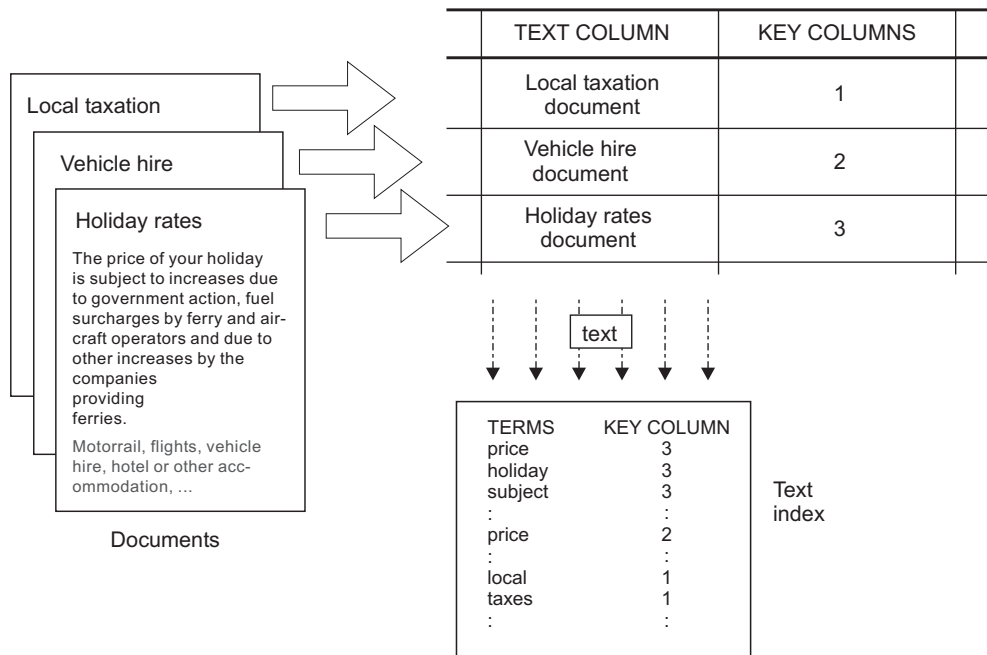 TEXT COLUMN KEY COLUMNS
Local taxation
document
1
Vehicle hire
document
2
Holiday rates
document
3
Local taxation
Vehicle hire
Holiday rates
The price of your holiday
is subject to increases due
to government action, fuel
surcharges by ferry and air-
craft operators and due to
other increases by the
companies
providing
ferries.
Motorrail, flights, vehicle
hire, hotel or other acc-
ommodation, ...
Documents
text
TERMS KEY COLUMN
price 3
holiday 3
subject 3
: :
price 2
: :
local 1
taxes 1
: :
Text
index